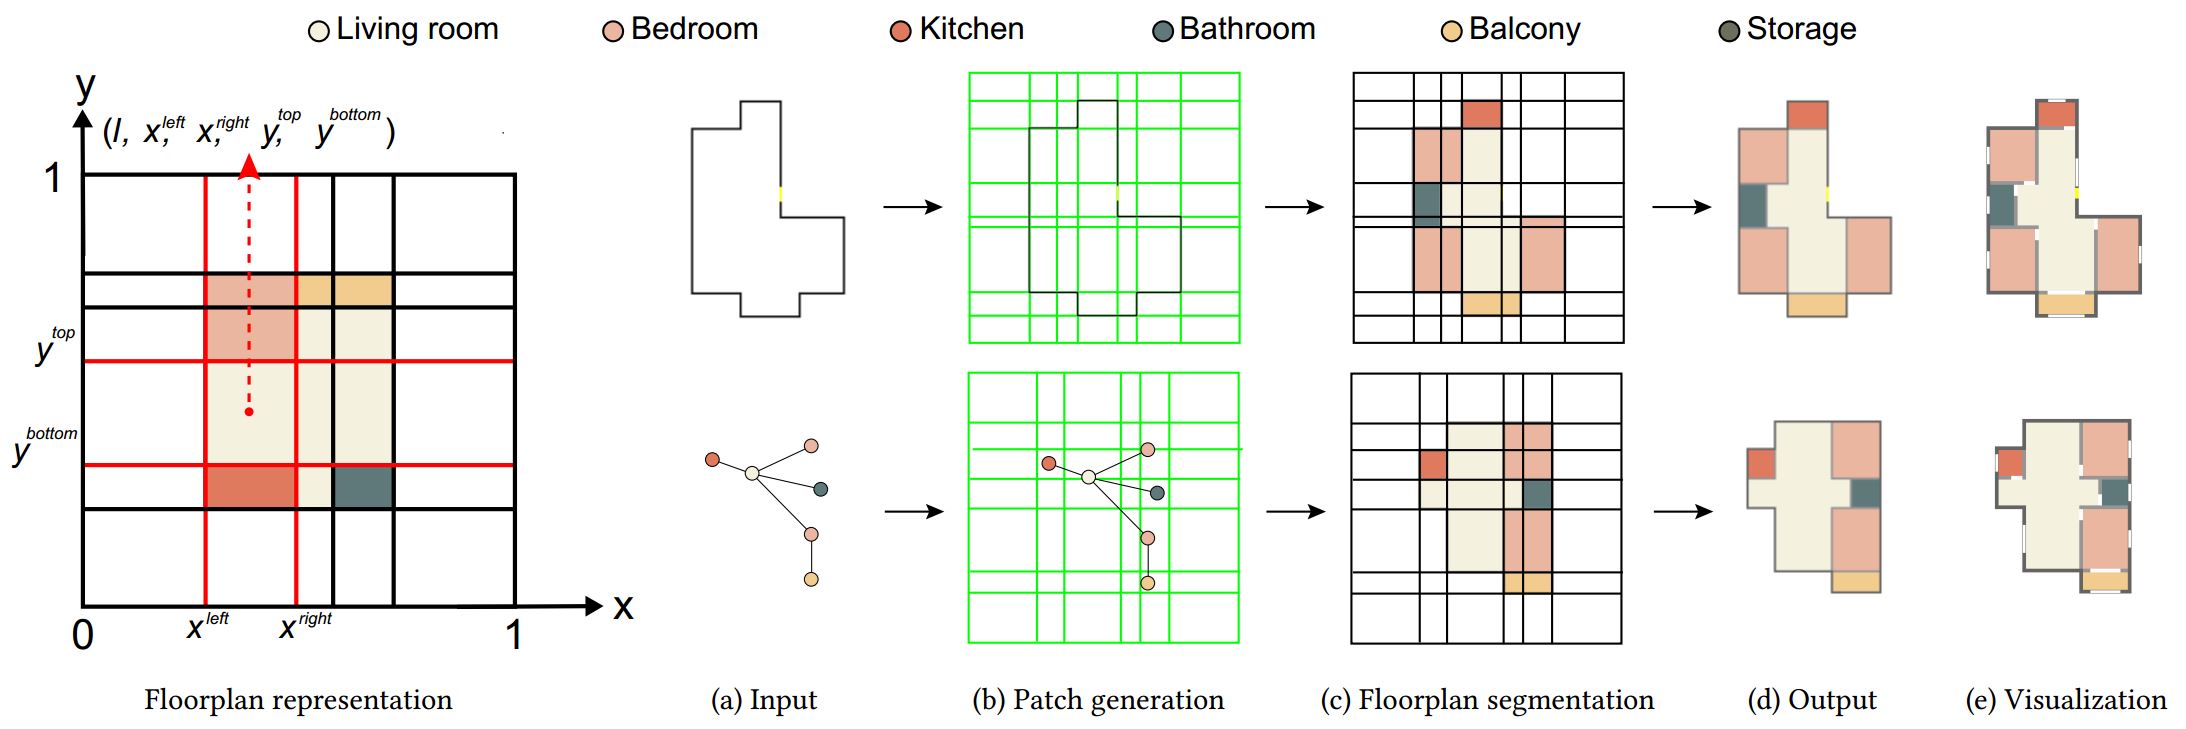 Living room Bedroom Kitchen Bathroom Balcony Storage
y
(l, x^left x,^right y,^top y^bottom)
1
y^top
y^bottom
0 x^left x^right 1 x
Floorplan representation (a) Input (b) Patch generation (c) Floorplan segmentation (d) Output (e) Visualization